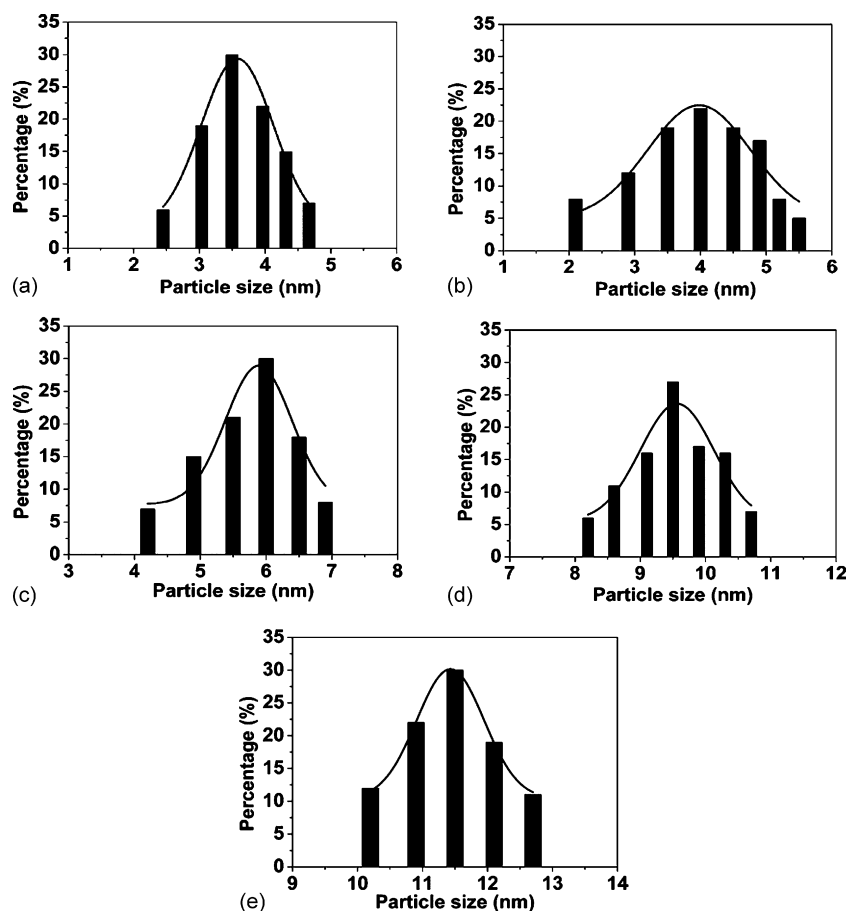 35
30
25
20
15
10
5
0
Percentage (%)
1 2 3 4 5 6
Particle size (nm)
(a)
35
30
25
20
15
10
5
0
Percentage (%)
1 2 3 4 5 6
Particle size (nm)
(b)
35
30
25
20
15
10
5
0
Percentage (%)
3 4 5 6 7 8
Particle size (nm)
(c)
35
30
25
20
15
10
5
0
Percentage (%)
7 8 9 10 11 12
Particle size (nm)
(d)
35
30
25
20
15
10
5
0
Percentage (%)
9 10 11 12 13 14
Particle size (nm)
(e)